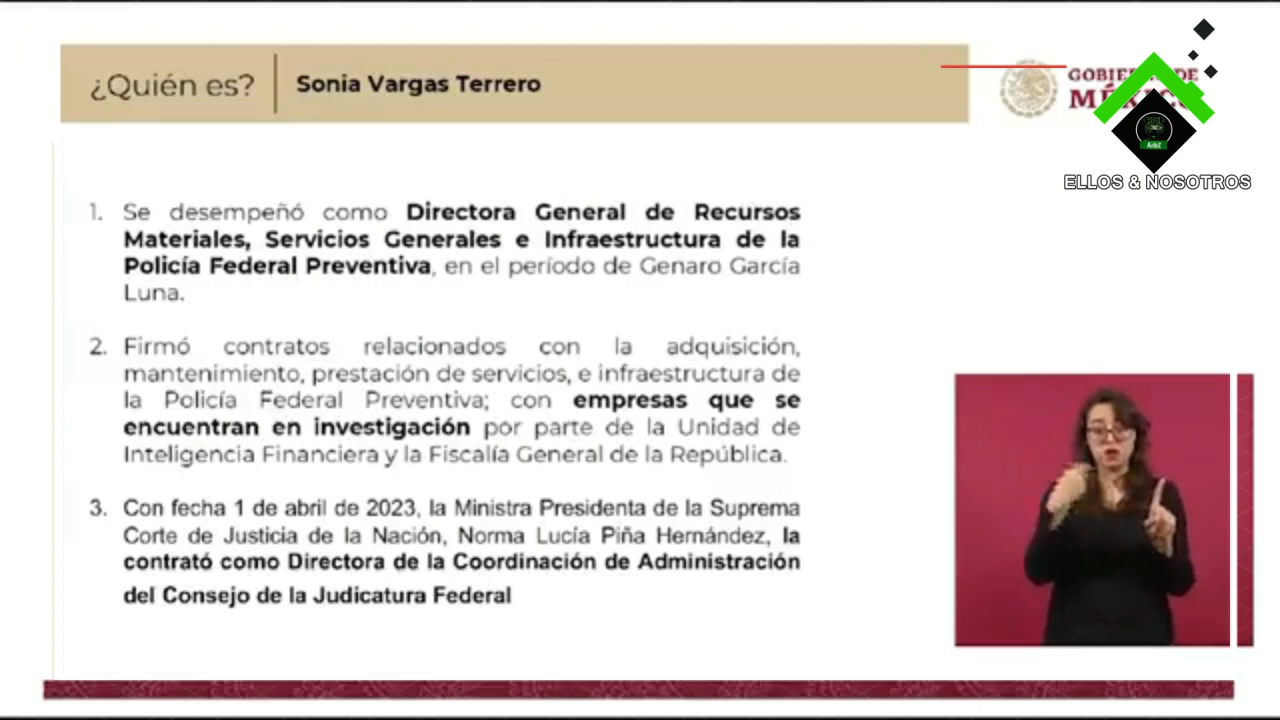 ¿Quién es?
Sonia Vargas Terrero
GOBIERNO DE
MÉXICO
Aztz
ELLOS & NOSOTROS
1. Se desempeñó como Directora General de Recursos
Materiales, Servicios Generales e Infraestructura de la
Policía Federal Preventiva, en el período de Genaro García
Luna.
2. Firmó contratos relacionados con la adquisición,
mantenimiento, prestación de servicios, e infraestructura de
la Policía Federal Preventiva; con empresas que se
encuentran en investigación por parte de la Unidad de
Inteligencia Financiera y la Fiscalía General de la República.
3. Con fecha 1 de abril de 2023, la Ministra Presidenta de la Suprema
Corte de Justicia de la Nación, Norma Lucía Piña Hernández, la
contrató como Directora de la Coordinación de Administración
del Consejo de la Judicatura Federal